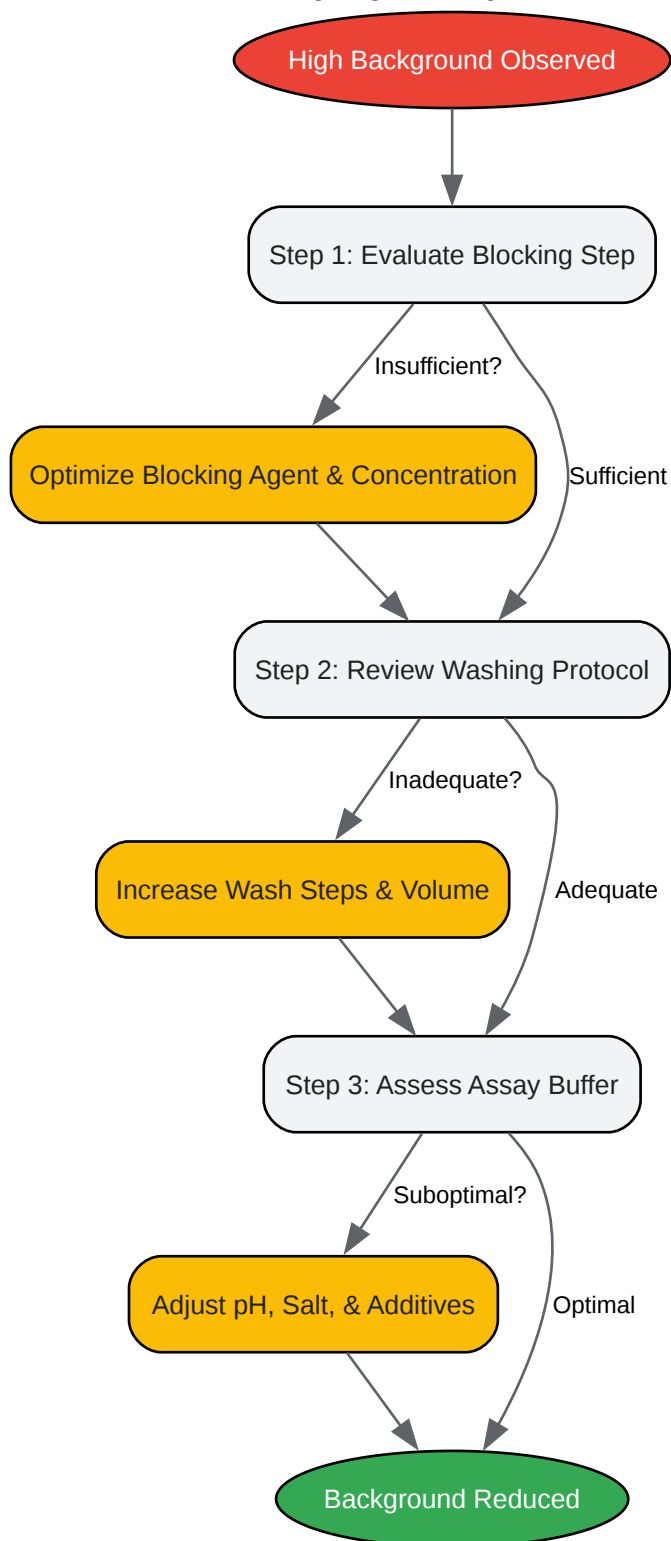 High Background Observed
Step 1: Evaluate Blocking Step
Insufficient?
Optimize Blocking Agent & Concentration
Sufficient
Step 2: Review Washing Protocol
Inadequate?
Increase Wash Steps & Volume
Adequate
Step 3: Assess Assay Buffer
Suboptimal?
Adjust pH, Salt, & Additives
Optimal
Background Reduced